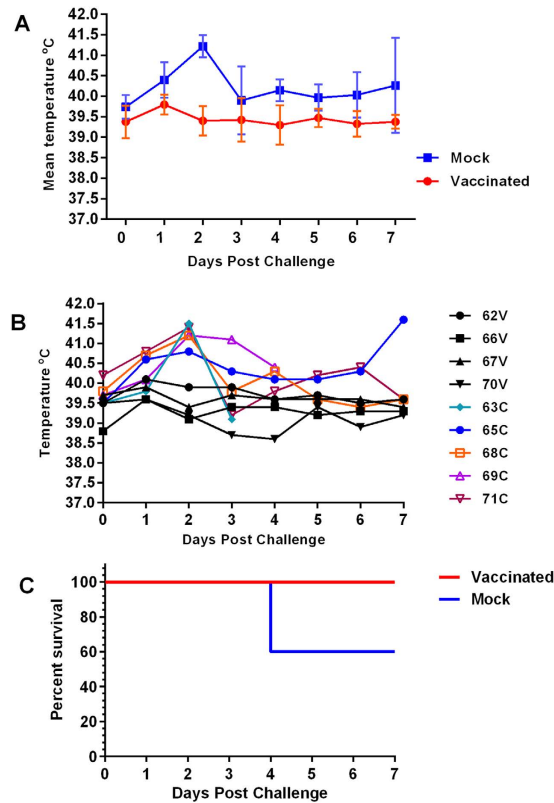 A
42.0
41.5
41.0
40.5
40.0
39.5
39.0
38.5
38.0
37.5
37.0
Mean temperature ºC
0 1 2 3 4 5 6 7
Days Post Challenge
Mock
Vaccinated
B
42.0
41.5
41.0
40.5
40.0
39.5
39.0
38.5
38.0
37.5
37.0
Temperature ºC
0 1 2 3 4 5 6 7
Days Post Challenge
62V
66V
67V
70V
63C
65C
68C
69C
71C
C
100
80
60
40
20
0
Percent survival
0 1 2 3 4 5 6 7
Days Post Challenge
Vaccinated
Mock